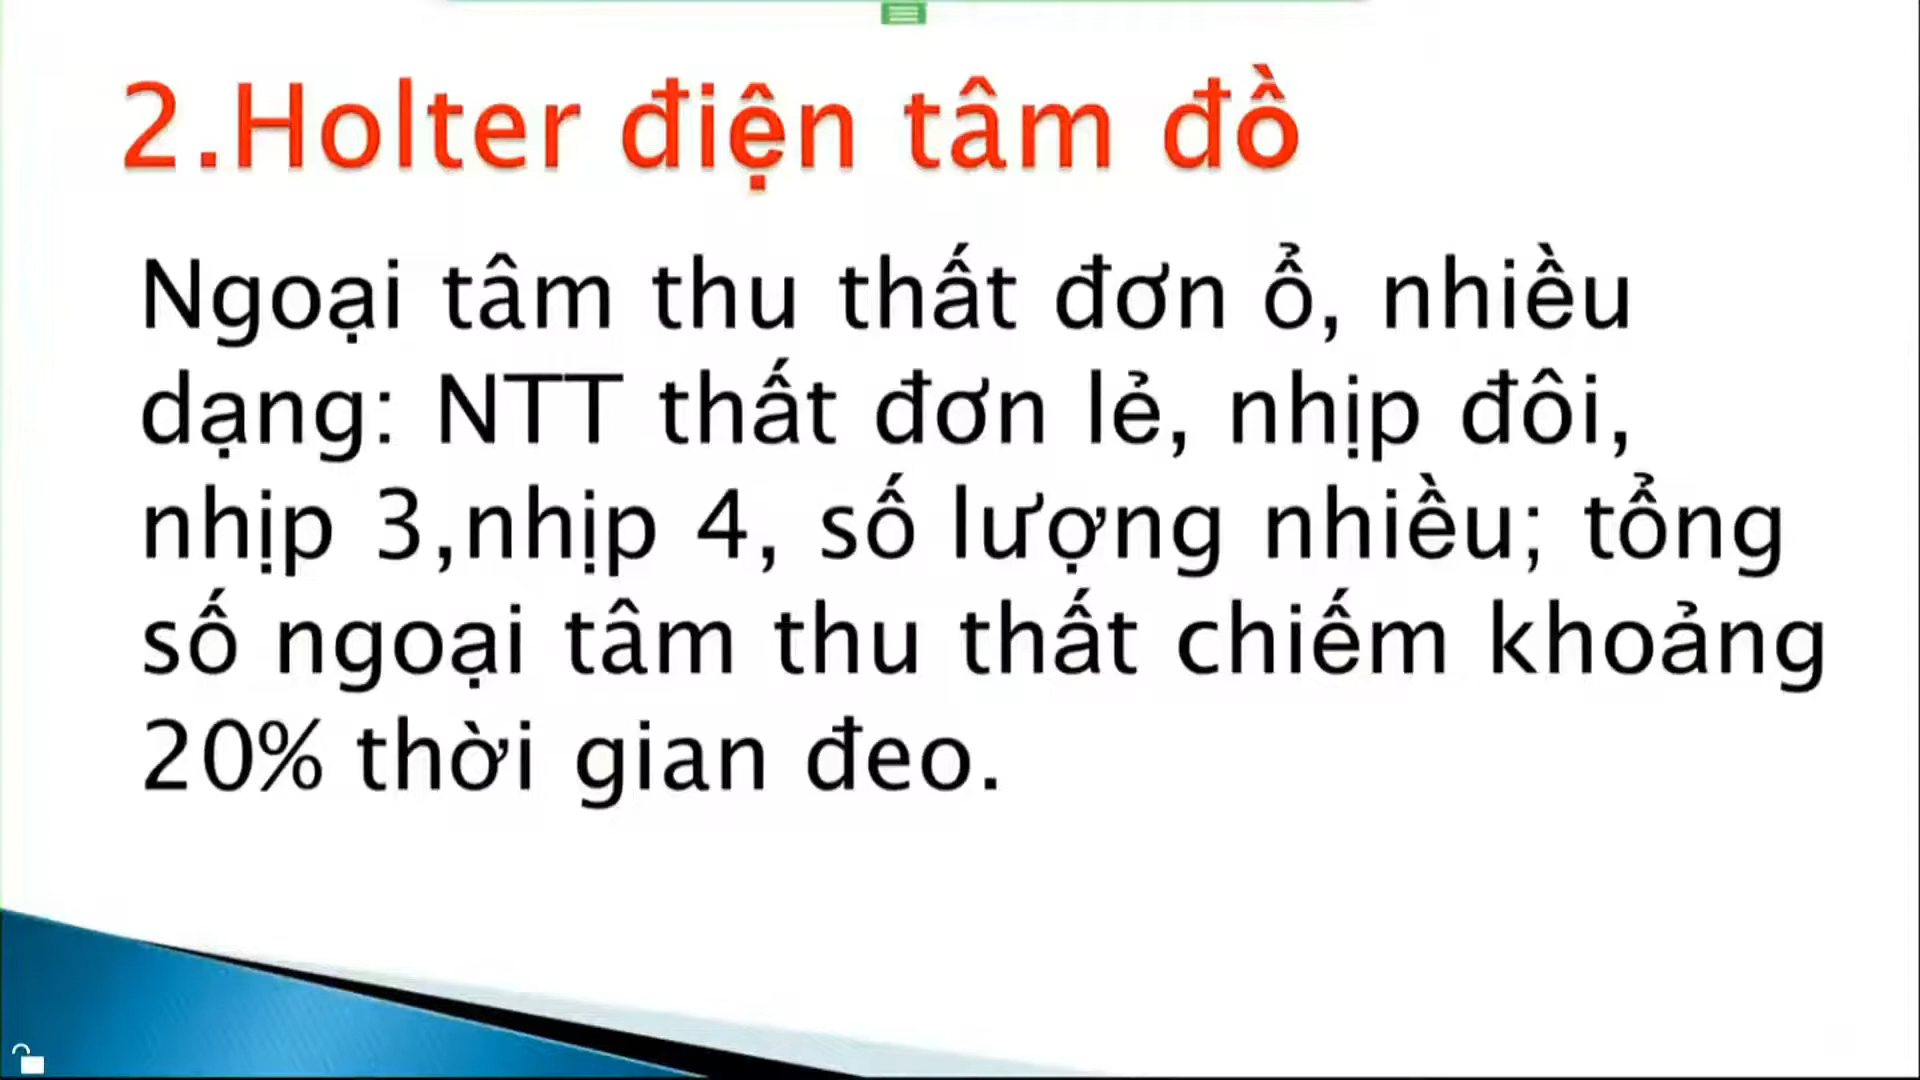 2.Holter điện tâm đồ
Ngoại tâm thu thất đơn ổ, nhiều
dạng: NTT thất đơn lẻ, nhịp đôi,
nhịp 3,nhịp 4, số lượng nhiều; tổng
số ngoại tâm thu thất chiếm khoảng
20% thời gian đeo.